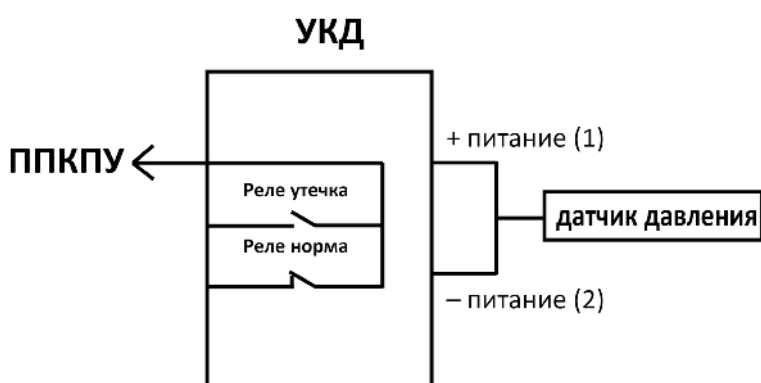 УКД
+ питание (1)
ППКПУ
Реле утечка
датчик давления
Реле норма
– питание (2)